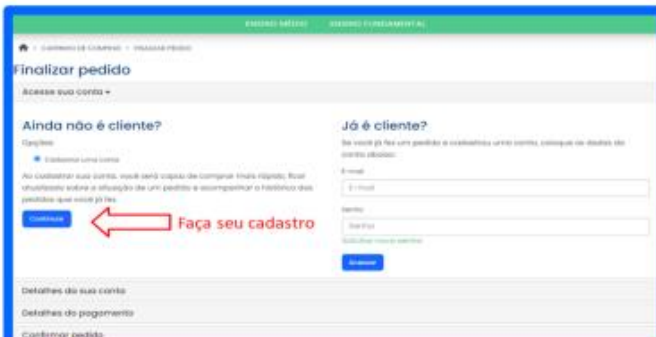 ENSINO MÉDIO ENSINO FUNDAMENTAL
> CARRINHO DE COMPRAS > FINALIZAR PEDIDO
Finalizar pedido
Acesse sua conta
Ainda não é cliente?
Opções:
Cadastrar uma conta
Ao cadastrar sua conta, você será capaz de comprar mais rápido, ficar
atualizado sobre a situação de um pedido e acompanhar o histórico dos
pedidos que você já fez.
Continuar
Faça seu cadastro
Já é cliente?
Se você já fez um pedido e cadastrou uma conta, coloque os dados da
conta abaixo:
E-mail
E-mail
Senha
Senha
Solicitar nova senha
Acessar
Detalhes da sua conta
Detalhes do pagamento
Confirmar pedido